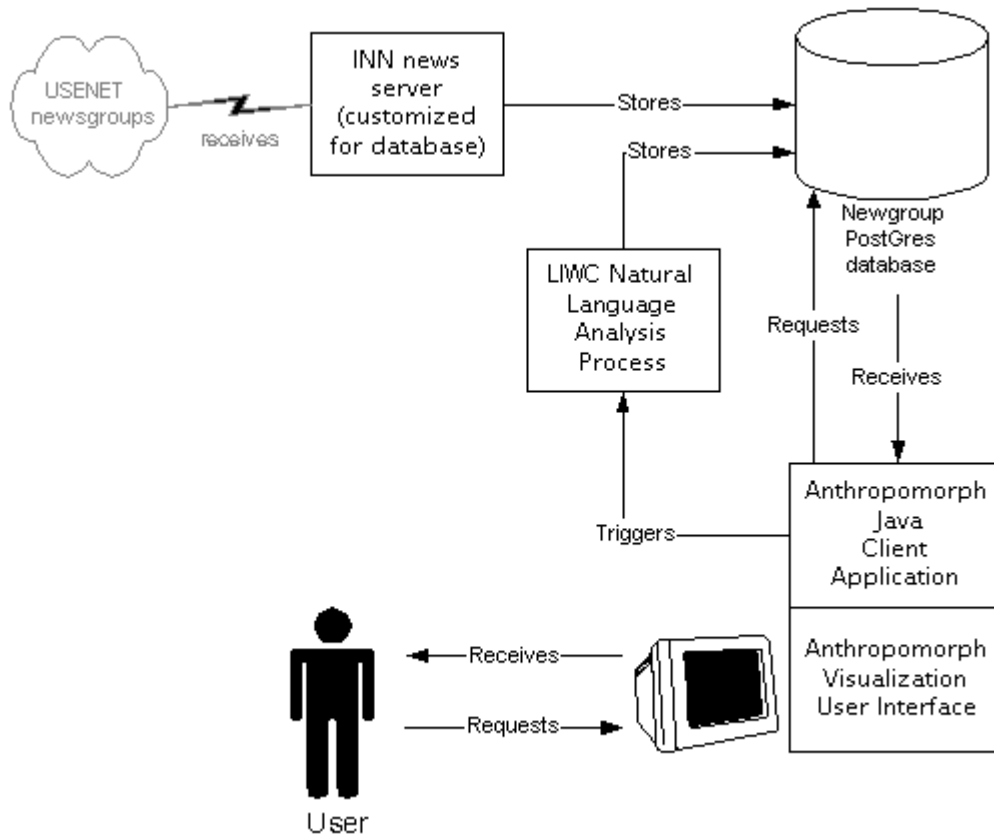 USENET
newsgroups
receives
INN news
server
(customized
for database)
Stores
Stores
Newgroup
PostGres
database
LIWC Natural
Language
Analysis
Process
Requests
Receives
Triggers
Anthropomorph
Java
Client
Application
Anthropomorph
Visualization
User Interface
Receives
Requests
User